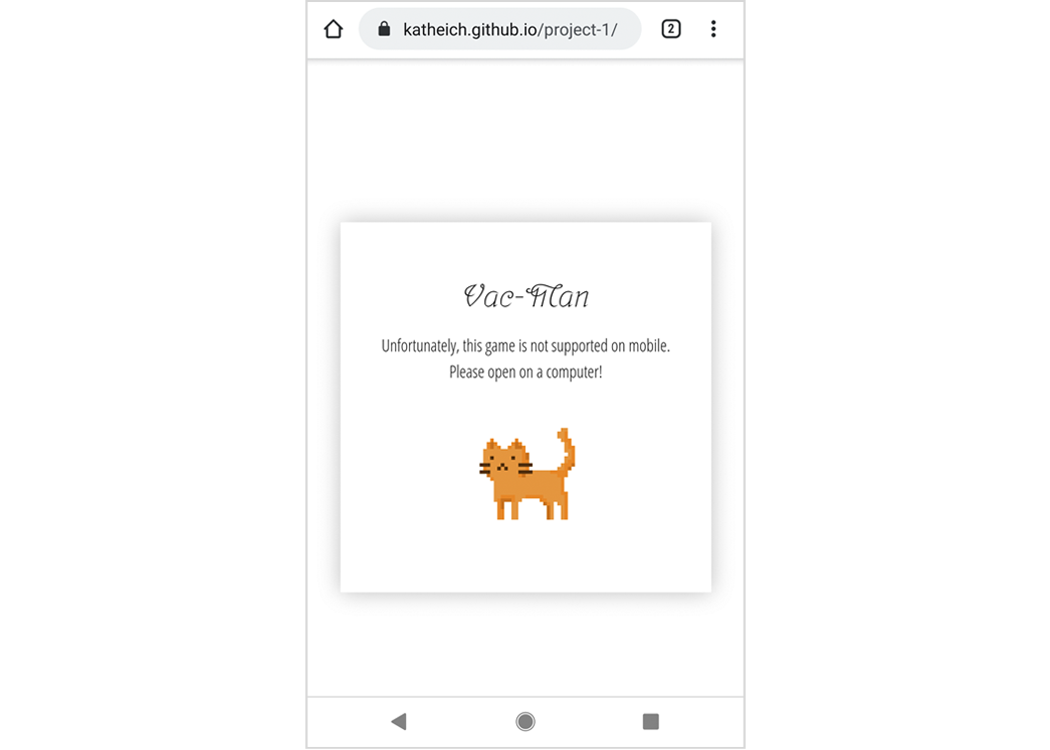 katheich.github.io/project-1/
2
Vac-Man
Unfortunately, this game is not supported on mobile.
Please open on a computer!